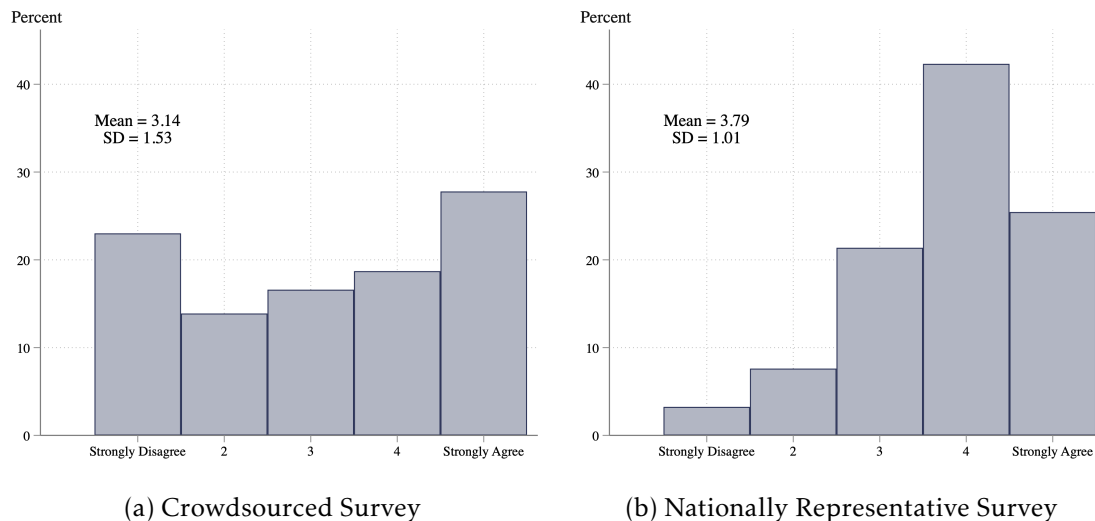 Percent
40
30
20
10
0
Mean = 3.14
SD = 1.53
Strongly Disagree 2 3 4 Strongly Agree
(a) Crowdsourced Survey
Percent
40
30
20
10
0
Mean = 3.79
SD = 1.01
Strongly Disagree 2 3 4 Strongly Agree
(b) Nationally Representative Survey